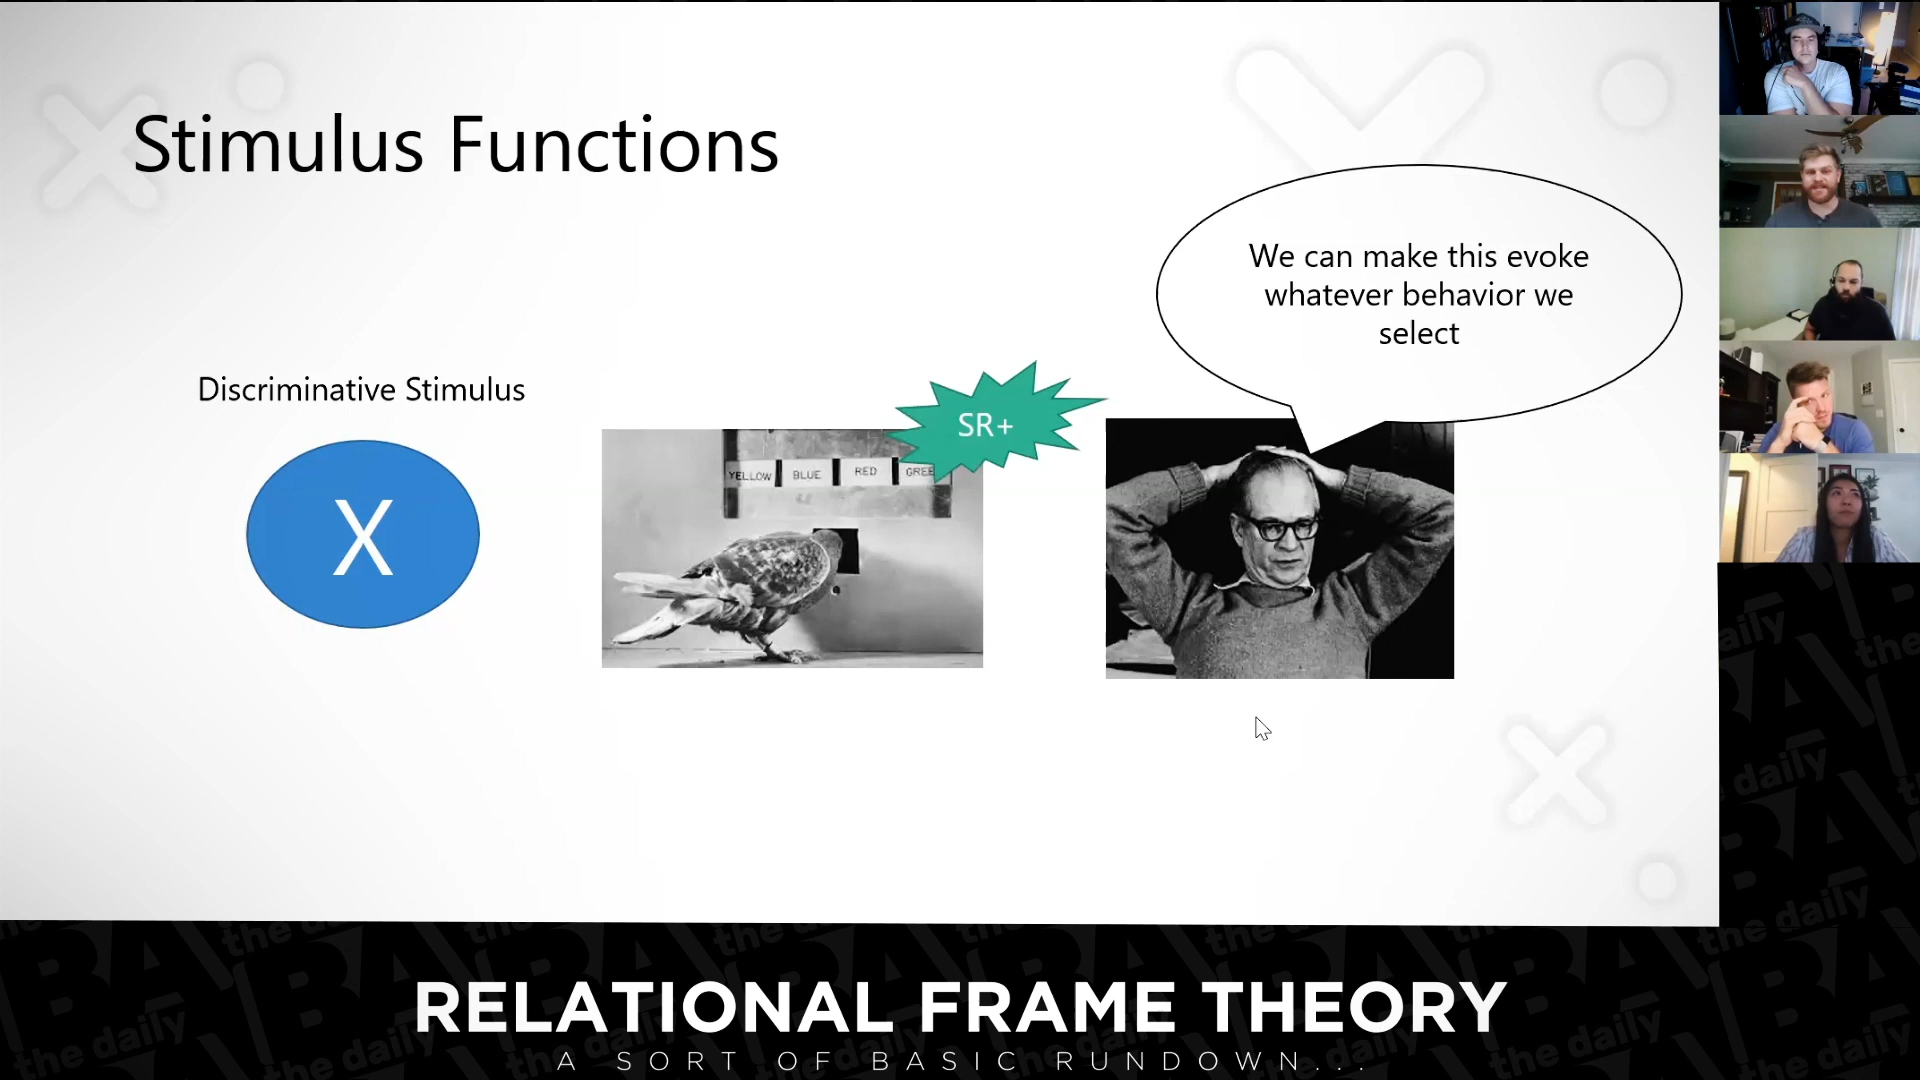 Stimulus Functions
We can make this evoke
whatever behavior we
select
Discriminative Stimulus
SR+
YELLOW
BLUE
RED
GREE
X
the daily
BA
RELATIONAL FRAME THEORY
A SORT OF BASIC RUNDOWN...